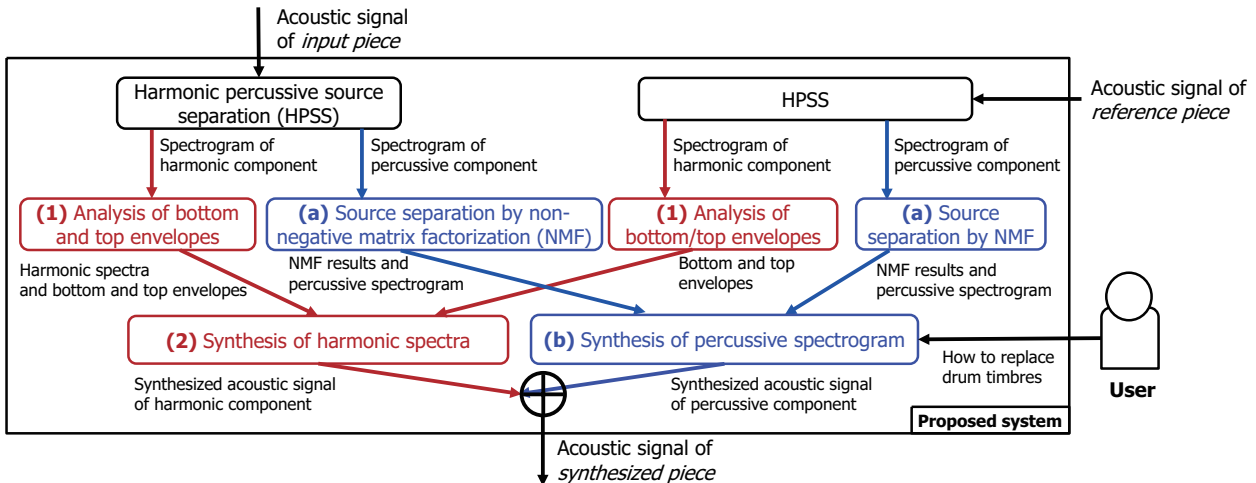 Acoustic signal
of input piece
Harmonic percussive source
separation (HPSS)
HPSS
Acoustic signal of
reference piece
Spectrogram of
harmonic component
Spectrogram of
percussive component
Spectrogram of
harmonic component
Spectrogram of
percussive component
(1) Analysis of bottom
and top envelopes
(a) Source separation by non-
negative matrix factorization (NMF)
(1) Analysis of
bottom/top envelopes
(a) Source
separation by NMF
Harmonic spectra
and bottom and top envelopes
NMF results and
percussive spectrogram
Bottom and top
envelopes
NMF results and
percussive spectrogram
(2) Synthesis of harmonic spectra
(b) Synthesis of percussive spectrogram
How to replace
drum timbres
User
Synthesized acoustic signal
of harmonic component
Synthesized acoustic signal
of percussive component
Proposed system
Acoustic signal of
synthesized piece